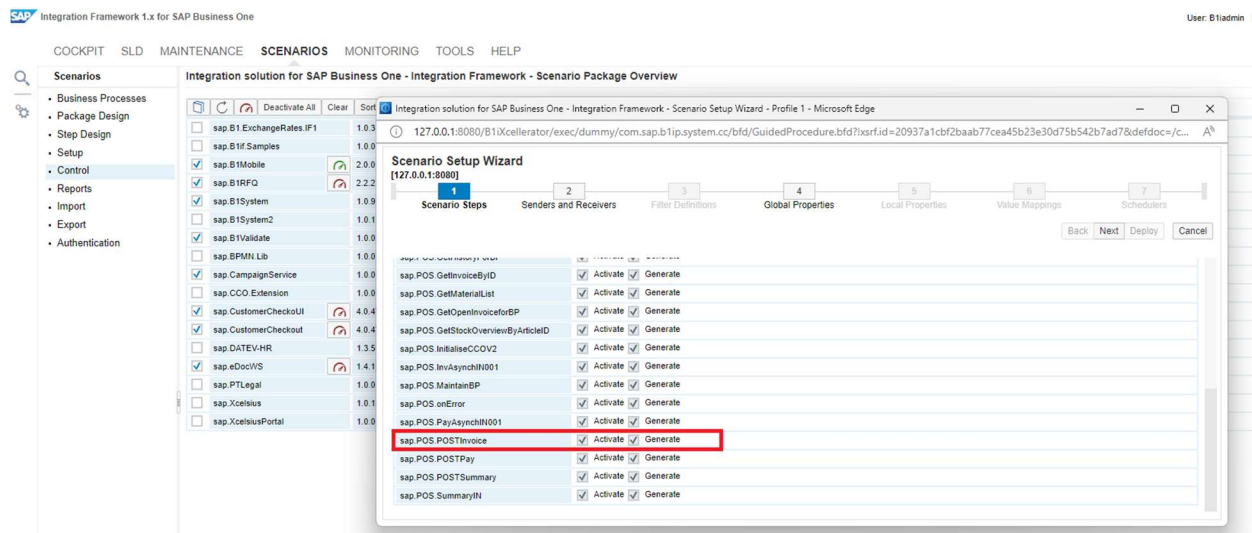 SAP Integration Framework 1.x for SAP Business One
User: B1iadmin
COCKPIT SLD MAINTENANCE SCENARIOS MONITORING TOOLS HELP
Scenarios
Business Processes
Package Design
Step Design
Setup
Control
Reports
Import
Export
Authentication
Integration solution for SAP Business One - Integration Framework - Scenario Package Overview
Deactivate All Clear Sort
sap.B1.ExchangeRates.IF1 1.0.3
sap.B1if.Samples 1.0.0
sap.B1Mobile 2.0.0
sap.B1RFQ 2.2.2
sap.B1System 1.0.9
sap.B1System2 1.0.1
sap.B1Validate 1.0.0
sap.BPMN.Lib 1.0.0
sap.CampaignService 1.0.0
sap.CCO.Extension 1.0.0
sap.CustomerCheckoUI 4.0.4
sap.CustomerCheckout 4.0.4
sap.DATEV-HR 1.3.5
sap.eDocWS 1.4.1
sap.PTLegal 1.0.0
sap.Xcelsius 1.0.1
sap.XcelsiusPortal 1.0.0
Integration solution for SAP Business One - Integration Framework - Scenario Setup Wizard - Profile 1 - Microsoft Edge
127.0.0.1:8080/B1iXcellerator/exec/dummy/com.sap.b1ip.system.cc/bfd/GuidedProcedure.bfd?ixsrf.id=20937a1cbf2baab77cea45b23e30d75b542b7ad7&defdoc=/c...
Scenario Setup Wizard
[127.0.0.1:8080]
1 2 3 4 5 6 7
Scenario Steps Senders and Receivers Filter Definitions Global Properties Local Properties Value Mappings Schedulers
Back Next Deploy Cancel
sap.POS.GetInvoiceByID Activate Generate
sap.POS.GetMaterialList Activate Generate
sap.POS.GetOpenInvoiceforBP Activate Generate
sap.POS.GetStockOverviewByArticleID Activate Generate
sap.POS.InitialiseCCOV2 Activate Generate
sap.POS.InvAsynchIN001 Activate Generate
sap.POS.MaintainBP Activate Generate
sap.POS.onError Activate Generate
sap.POS.PayAsynchIN001 Activate Generate
sap.POS.POSTInvoice Activate Generate
sap.POS.POSTPay Activate Generate
sap.POS.POSTSummary Activate Generate
sap.POS.SummaryIN Activate Generate